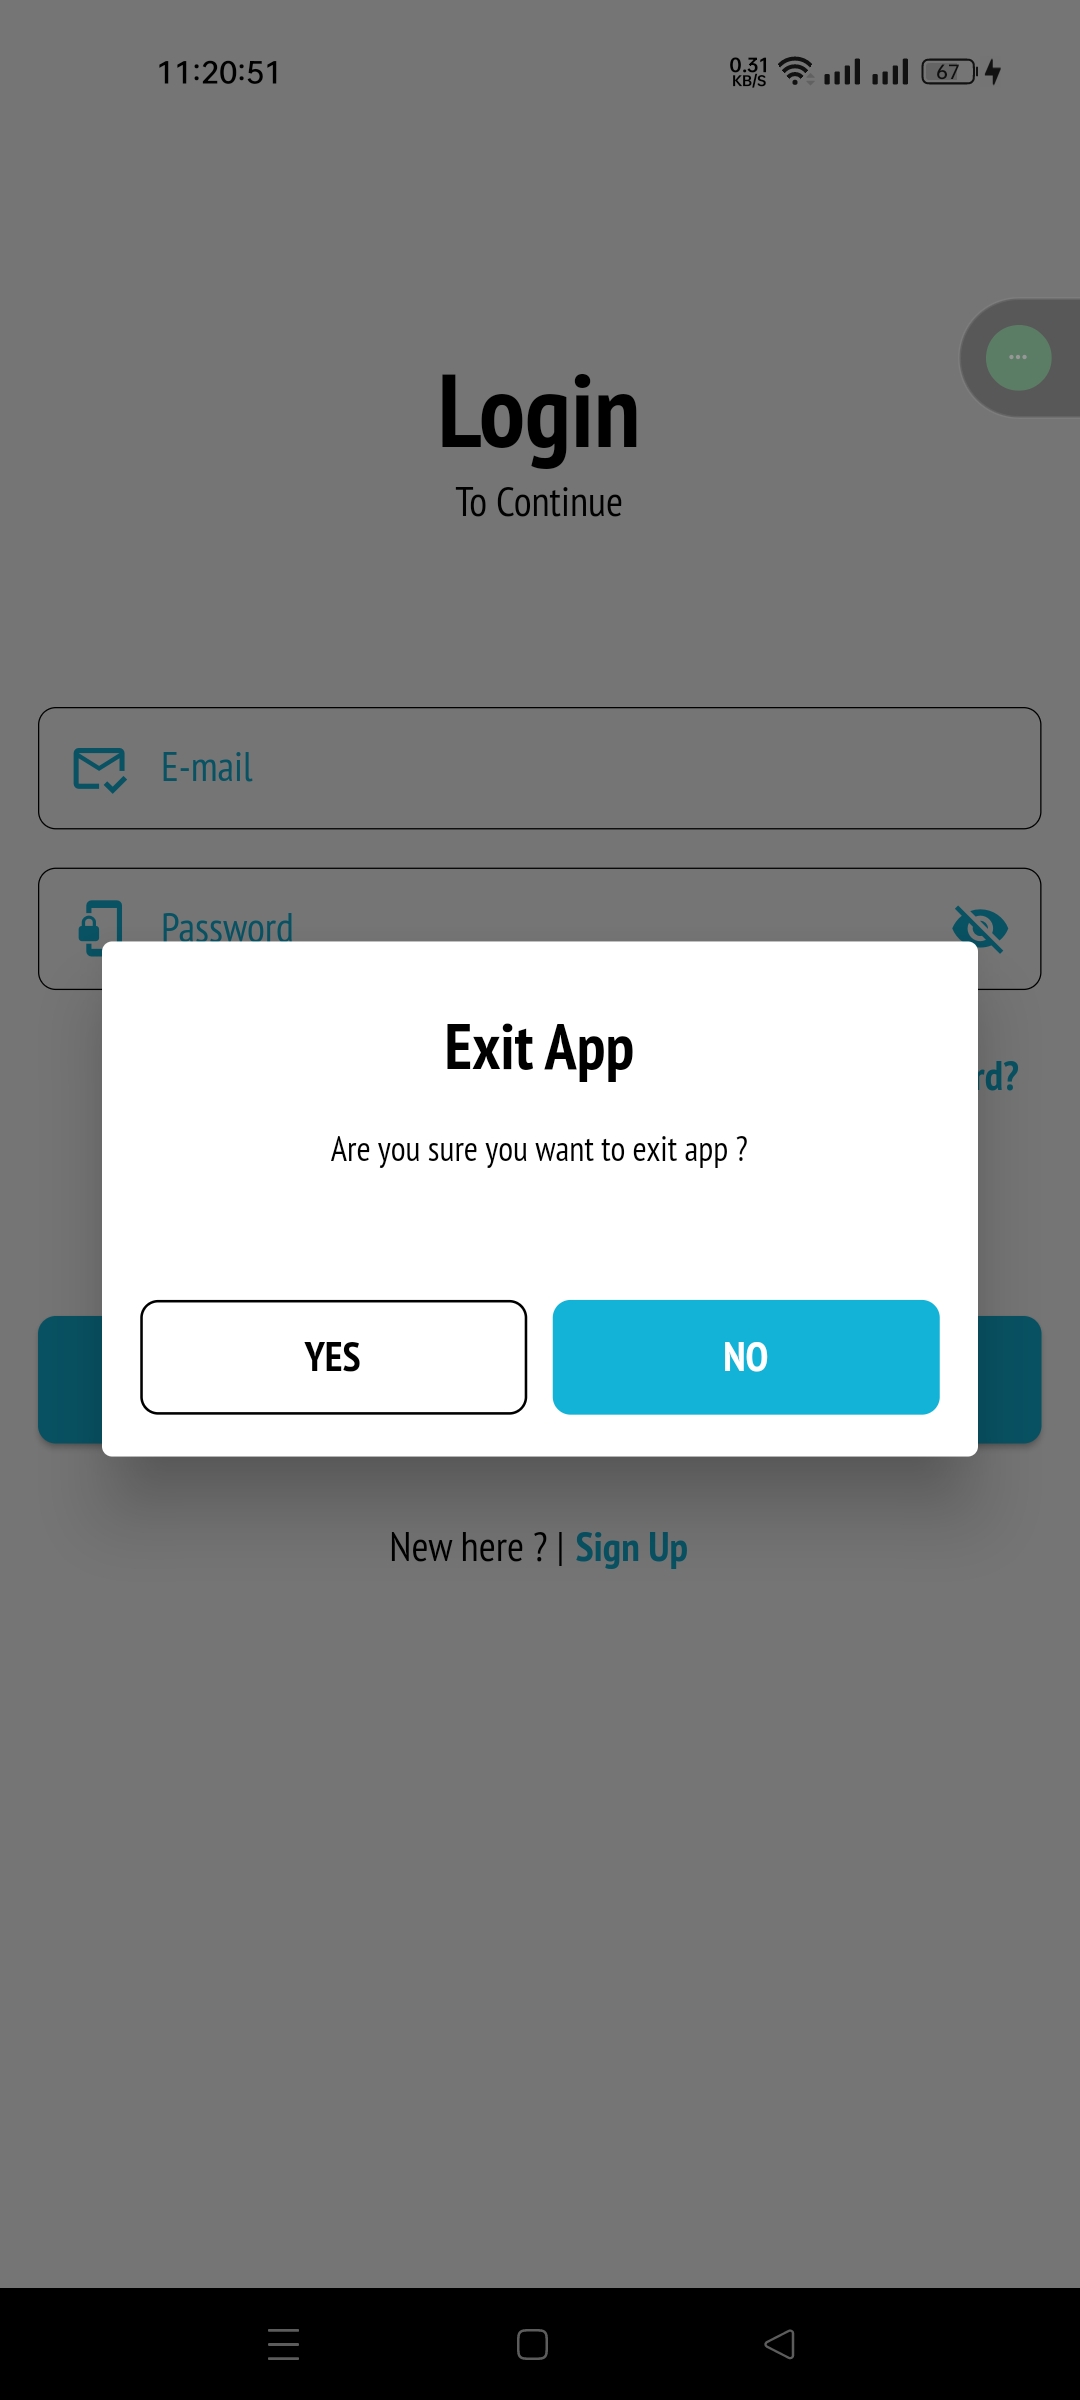 11:20:51
0.31
KB/S
67
Login
To Continue
E-mail
Password
Exit App
rd?
Are you sure you want to exit app ?
YES
NO
New here ? | Sign Up